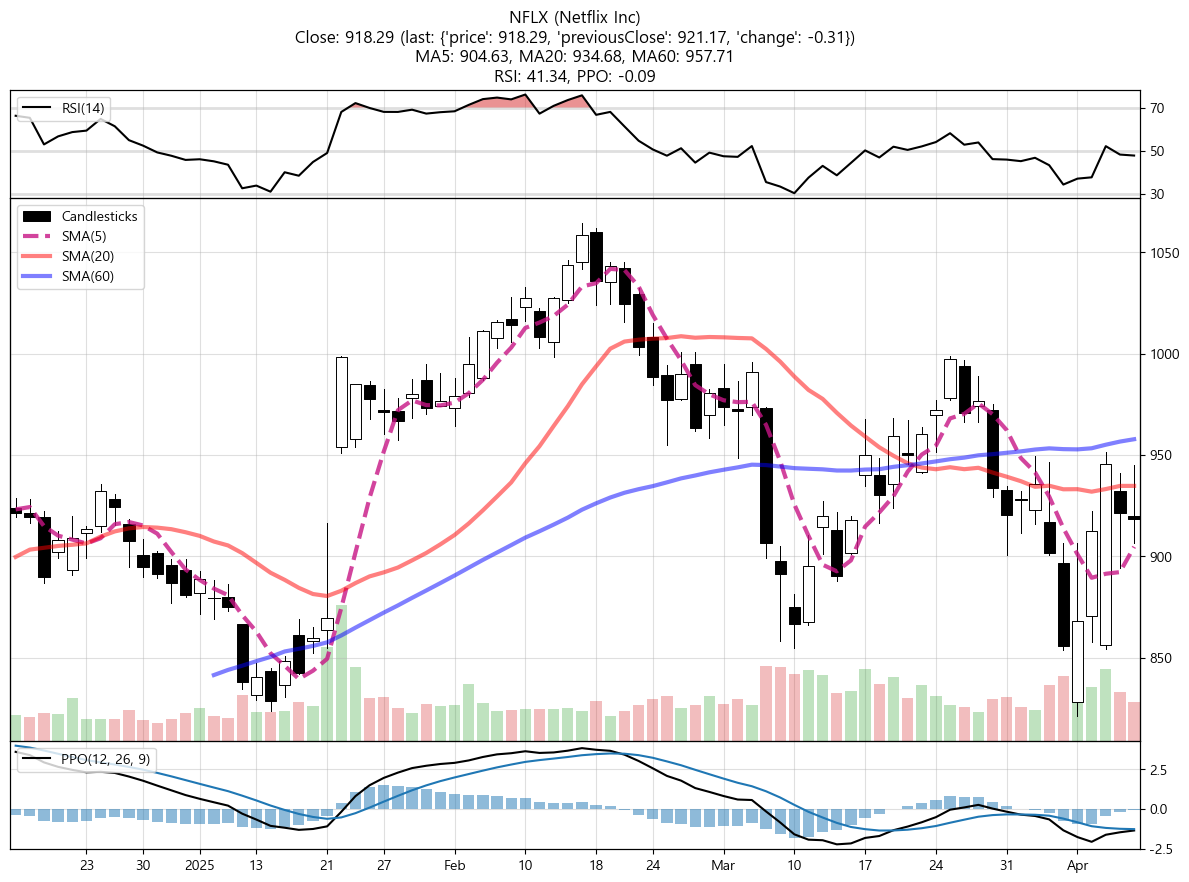 NFLX (Netflix Inc)
Close: 918.29 (last: {'price': 918.29, 'previousClose': 921.17, 'change': -0.31})
MA5: 904.63, MA20: 934.68, MA60: 957.71
RSI: 41.34, PPO: -0.09
RSI(14)
70
50
30
Candlesticks
SMA(5)
SMA(20)
SMA(60)
1050
1000
950
900
850
PPO(12, 26, 9)
2.5
0.0
-2.5
23 30 2025 13 21 27 Feb 10 18 24 Mar 10 17 24 31 Apr